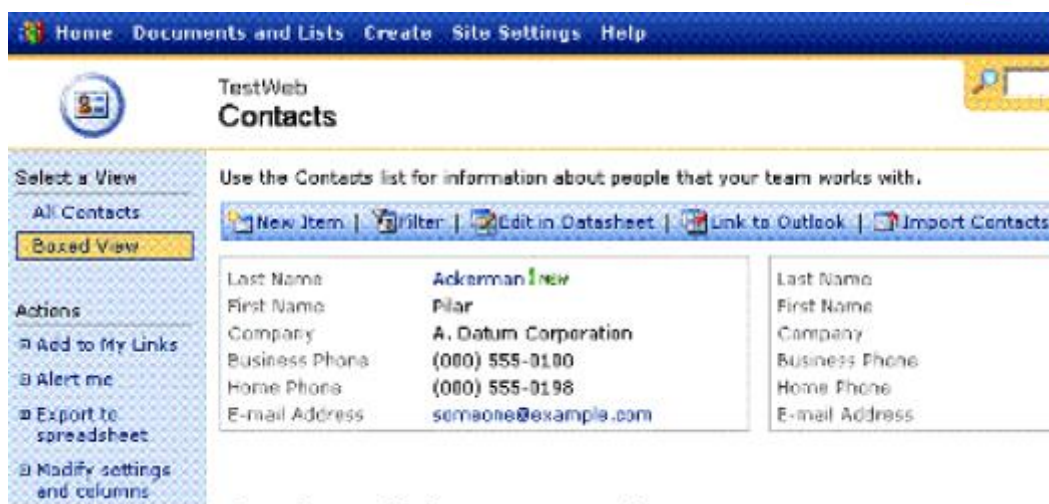 Home Documents and Lists Create Site Settings Help
TestWeb
Contacts
Select a View
All Contacts
Boxed View
Actions
Add to My Links
Alert me
Export to
spreadsheet
Modify settings
and columns
Use the Contacts list for information about people that your team works with.
New Item | Filter | Edit in Datasheet | Link to Outlook | Import Contacts
Last Name Ackerman ! NEW
First Name Pilar
Company A. Datum Corporation
Business Phone (000) 555-0100
Home Phone (000) 555-0198
E-mail Address someone@example.com
Last Name
First Name
Company
Business Phone
Home Phone
E-mail Address